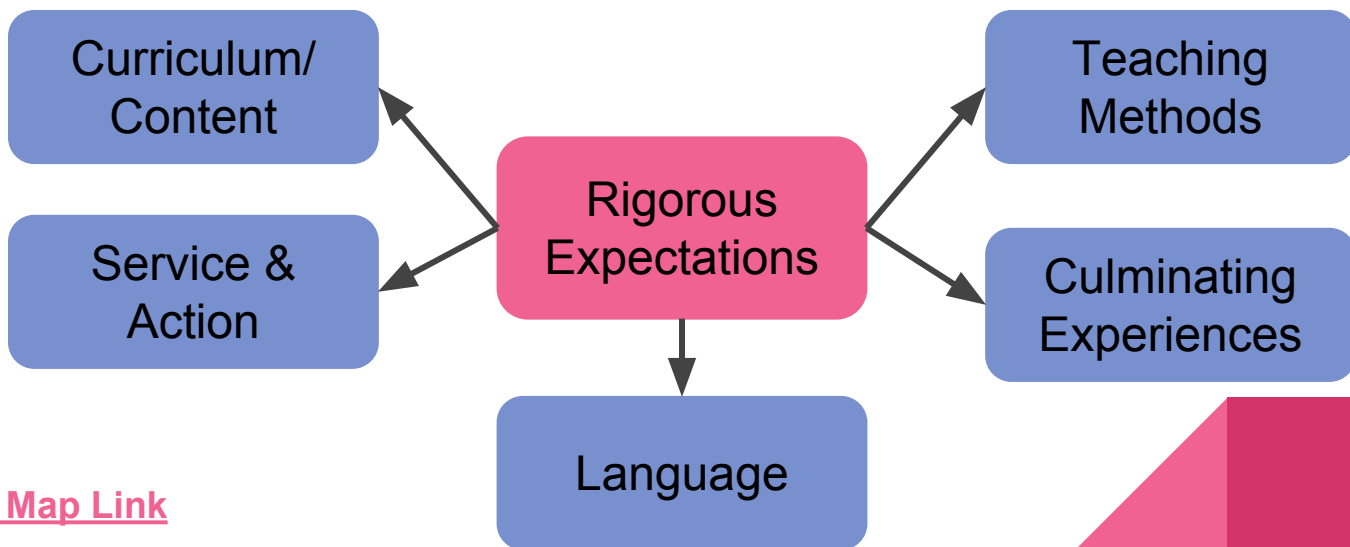 Curriculum/
Content
Teaching
Methods
Rigorous
Expectations
Service &
Action
Culminating
Experiences
Language
Map Link